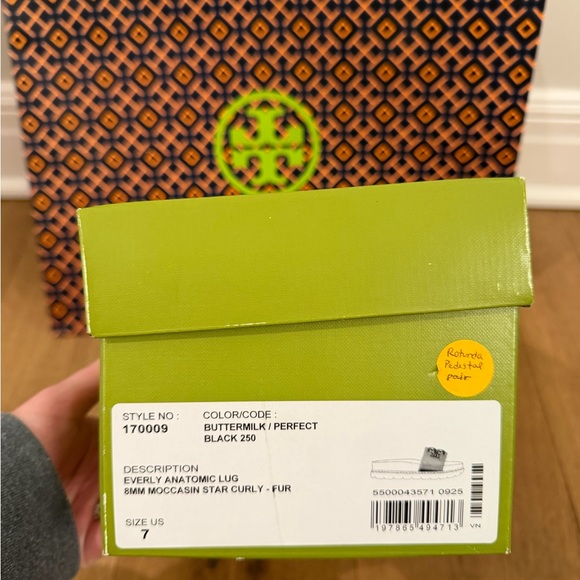 Rotunda
Pedestal
pair
STYLE NO :
170009
COLOR/CODE :
BUTTERMILK / PERFECT
BLACK 250
DESCRIPTION
EVERLY ANATOMIC LUG
8MM MOCCASIN STAR CURLY - FUR
SIZE US
7
5500043571 0925
197865494713
VN